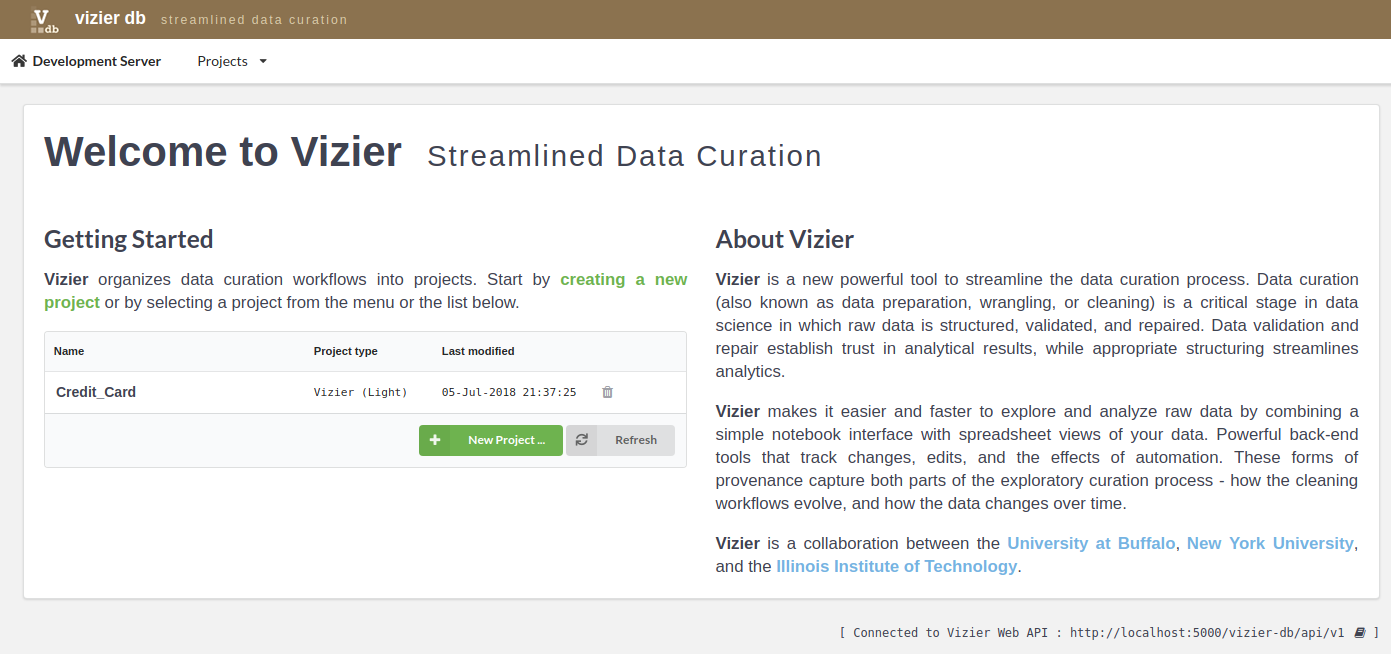 V db vizier db streamlined data curation
Development Server Projects
Welcome to Vizier Streamlined Data Curation
Getting Started
Vizier organizes data curation workflows into projects. Start by creating a new
project or by selecting a project from the menu or the list below.
Name Project type Last modified
Credit_Card Vizier (Light) 05-Jul-2018 21:37:25
New Project ... Refresh
About Vizier
Vizier is a new powerful tool to streamline the data curation process. Data curation
(also known as data preparation, wrangling, or cleaning) is a critical stage in data
science in which raw data is structured, validated, and repaired. Data validation and
repair establish trust in analytical results, while appropriate structuring streamlines
analytics.
Vizier makes it easier and faster to explore and analyze raw data by combining a
simple notebook interface with spreadsheet views of your data. Powerful back-end
tools that track changes, edits, and the effects of automation. These forms of
provenance capture both parts of the exploratory curation process - how the cleaning
workflows evolve, and how the data changes over time.
Vizier is a collaboration between the University at Buffalo, New York University,
and the Illinois Institute of Technology.
[ Connected to Vizier Web API : http://localhost:5000/vizier-db/api/v1 ]